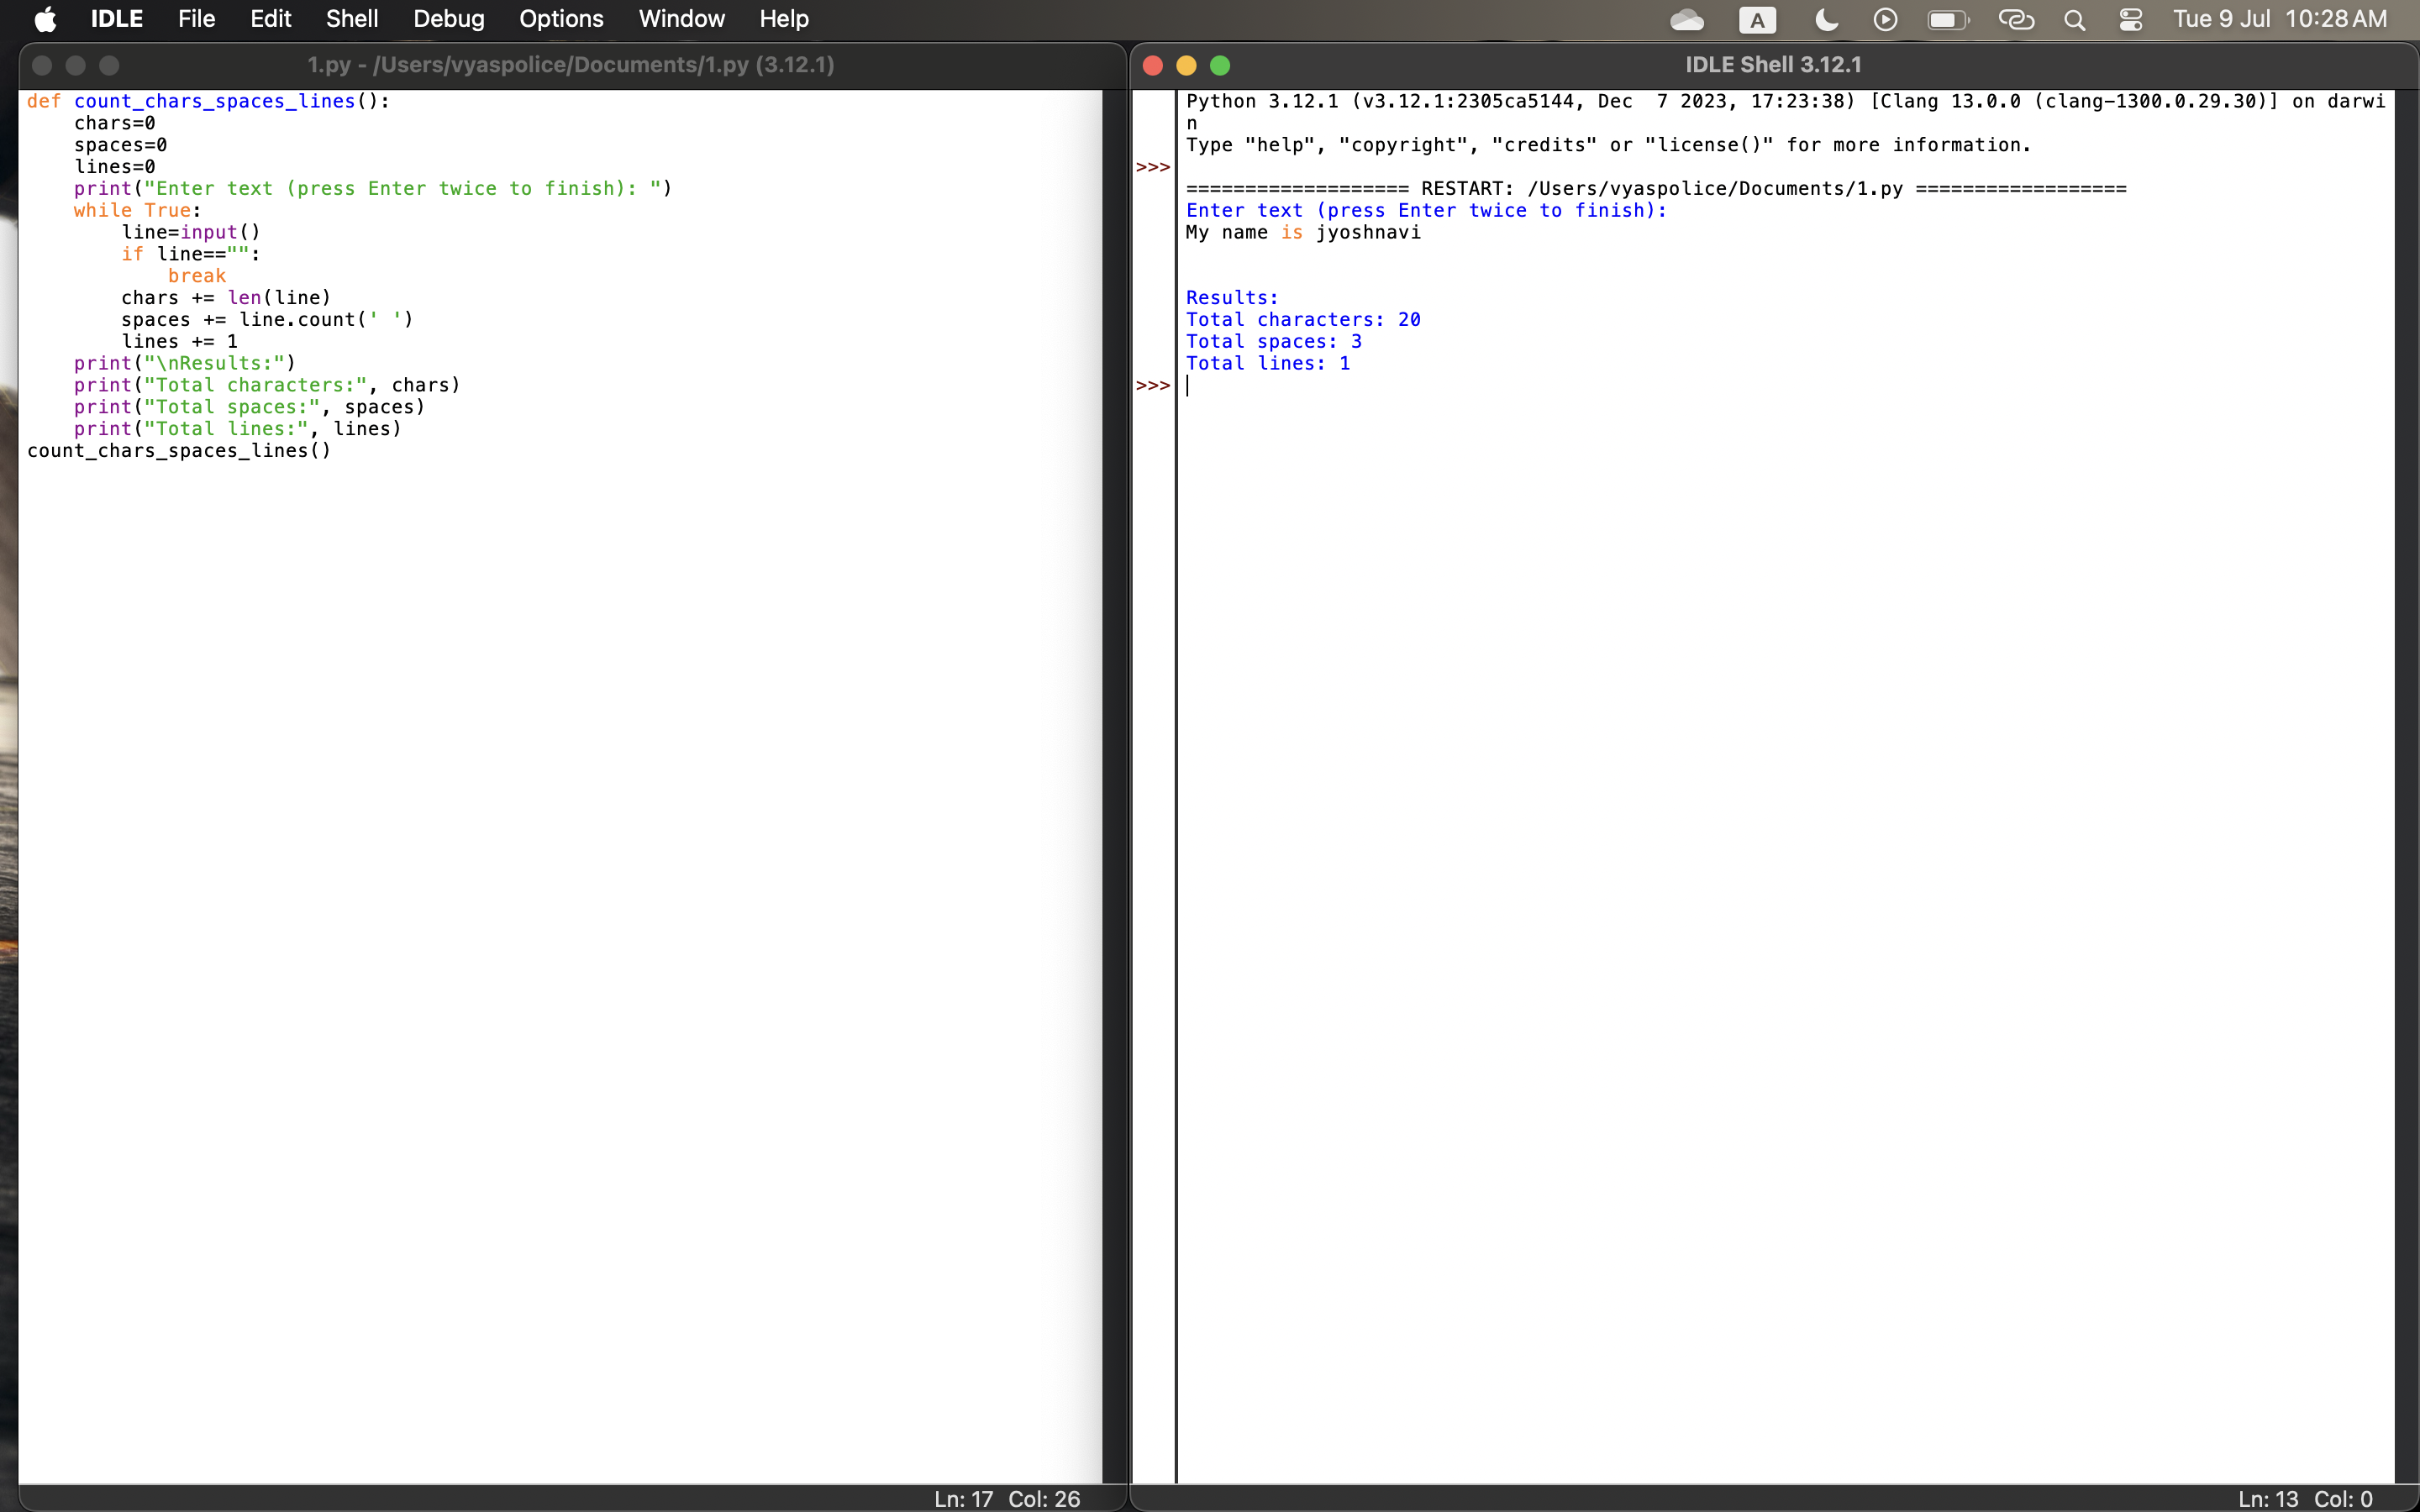 IDLE File Edit Shell Debug Options Window Help A Tue 9 Jul 10:28 AM
1.py - /Users/vyaspolice/Documents/1.py (3.12.1)
def count_chars_spaces_lines():
    chars=0
    spaces=0
    lines=0
    print("Enter text (press Enter twice to finish): ")
    while True:
        line=input()
        if line=="":
            break
        chars += len(line)
        spaces += line.count(' ')
        lines += 1
    print("\nResults:")
    print("Total characters:", chars)
    print("Total spaces:", spaces)
    print("Total lines:", lines)
count_chars_spaces_lines()
Ln: 17 Col: 26
IDLE Shell 3.12.1
Python 3.12.1 (v3.12.1:2305ca5144, Dec  7 2023, 17:23:38) [Clang 13.0.0 (clang-1300.0.29.30)] on darwi
n
Type "help", "copyright", "credits" or "license()" for more information.
>>>
=================== RESTART: /Users/vyaspolice/Documents/1.py ==================
Enter text (press Enter twice to finish):
My name is jyoshnavi
Results:
Total characters: 20
Total spaces: 3
Total lines: 1
>>>
Ln: 13 Col: 0